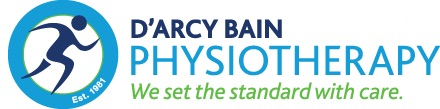 D'ARCY BAIN
PHYSIOTHERAPY
We set the standard with care.
Est. 1981